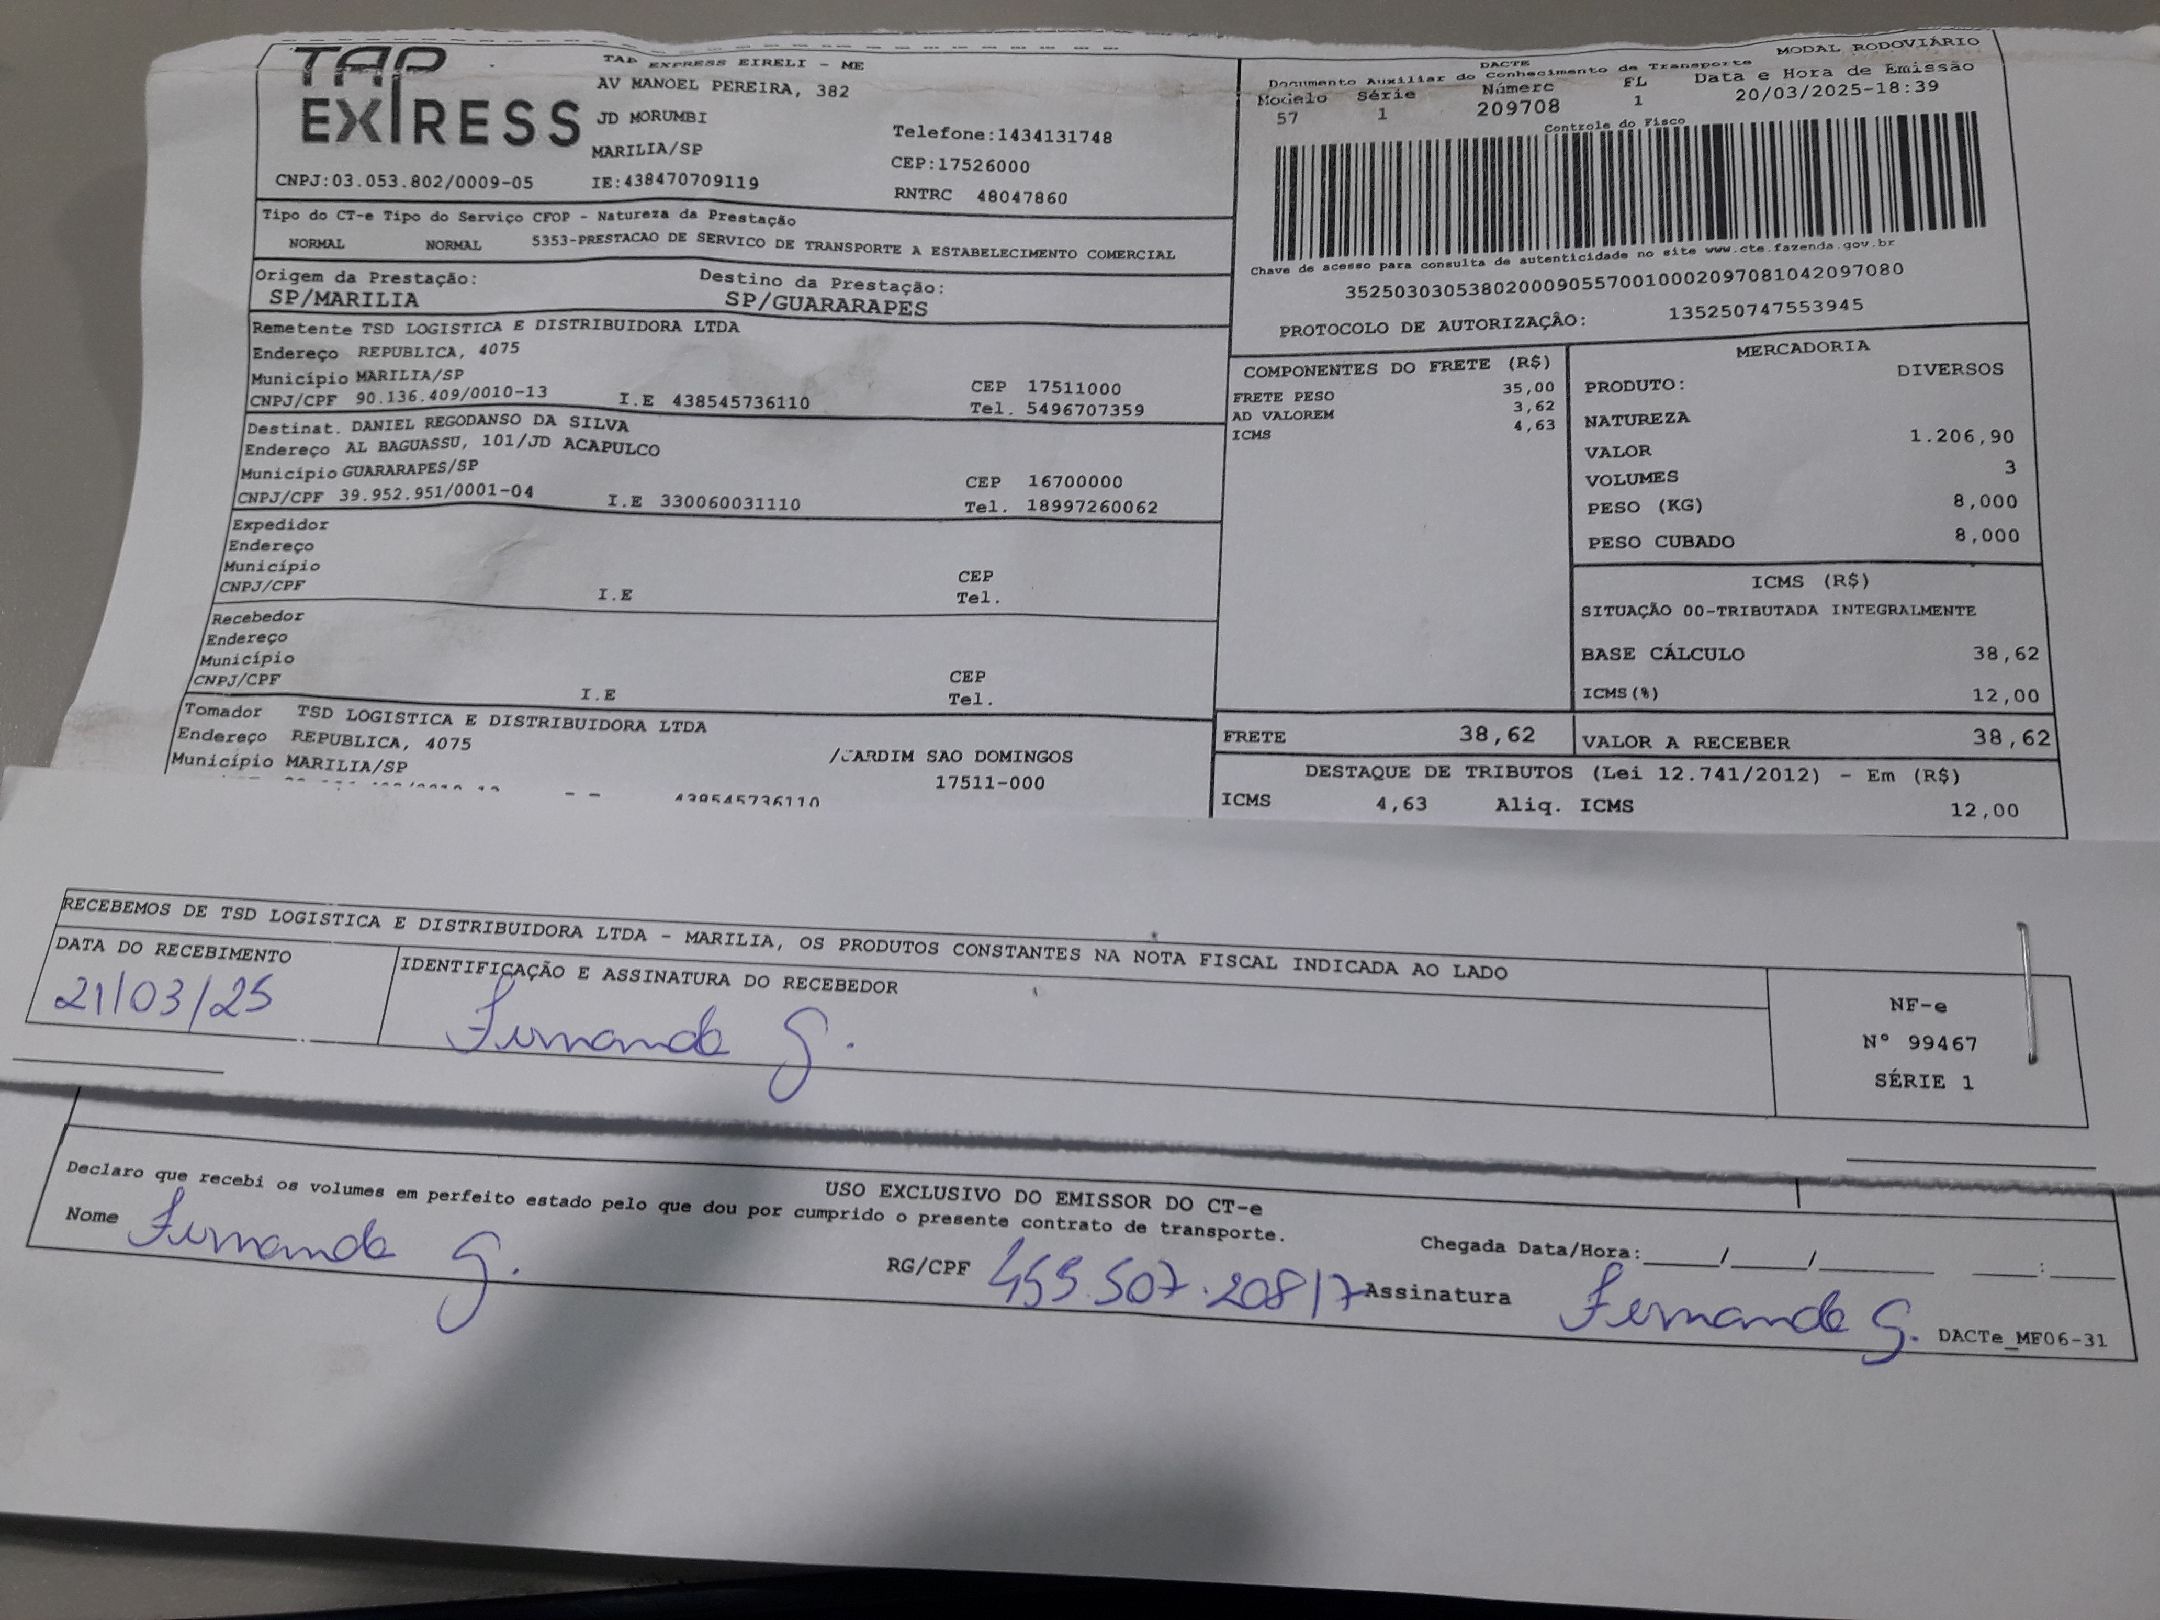 TAP EXPRESS
TAP EXPRESS EIRELI - ME
AV MANOEL PEREIRA, 382
JD MORUMBI
MARILIA/SP
Telefone:1434131748
CEP:17526000
CNPJ:03.053.802/0009-05 IE:438470709119 RNTRC 48047860
MODAL RODOVIÁRIO
DACTE
Documento Auxiliar do Conhecimento de Transporte
Modelo Série Número FL Data e Hora de Emissão
57 1 209708 1 20/03/2025-18:39
Controle do Fisco
Chave de acesso para consulta de autenticidade no site www.cte.fazenda.gov.br
35250303053802000905570010002097081042097080
PROTOCOLO DE AUTORIZAÇÃO: 135250747553945
Tipo do CT-e Tipo do Serviço CFOP - Natureza da Prestação
NORMAL NORMAL 5353-PRESTACAO DE SERVICO DE TRANSPORTE A ESTABELECIMENTO COMERCIAL
Origem da Prestação: Destino da Prestação:
SP/MARILIA SP/GUARARAPES
Remetente TSD LOGISTICA E DISTRIBUIDORA LTDA
Endereço REPUBLICA, 4075
Município MARILIA/SP CEP 17511000
CNPJ/CPF 90.136.409/0010-13 I.E 438545736110 Tel. 5496707359
Destinat. DANIEL REGODANSO DA SILVA
Endereço AL BAGUASSU, 101/JD ACAPULCO
Município GUARARAPES/SP CEP 16700000
CNPJ/CPF 39.952.951/0001-04 I.E 330060031110 Tel. 18997260062
Expedidor
Endereço
Município CEP
CNPJ/CPF I.E Tel.
Recebedor
Endereço
Município CEP
CNPJ/CPF I.E Tel.
Tomador TSD LOGISTICA E DISTRIBUIDORA LTDA
Endereço REPUBLICA, 4075 /JARDIM SAO DOMINGOS
Município MARILIA/SP 17511-000
438545736110
COMPONENTES DO FRETE (R$)
FRETE PESO 35,00
AD VALOREM 3,62
ICMS 4,63
MERCADORIA
PRODUTO: DIVERSOS
NATUREZA
VALOR 1.206,90
VOLUMES 3
PESO (KG) 8,000
PESO CUBADO 8,000
ICMS (R$)
SITUAÇÃO 00-TRIBUTADA INTEGRALMENTE
BASE CÁLCULO 38,62
ICMS(%) 12,00
FRETE 38,62 VALOR A RECEBER 38,62
DESTAQUE DE TRIBUTOS (Lei 12.741/2012) - Em (R$)
ICMS 4,63 Aliq. ICMS 12,00
RECEBEMOS DE TSD LOGISTICA E DISTRIBUIDORA LTDA - MARILIA, OS PRODUTOS CONSTANTES NA NOTA FISCAL INDICADA AO LADO
DATA DO RECEBIMENTO IDENTIFICAÇÃO E ASSINATURA DO RECEBEDOR
21/03/25 Fernanda G.
NF-e
Nº 99467
SÉRIE 1
USO EXCLUSIVO DO EMISSOR DO CT-e
Declaro que recebi os volumes em perfeito estado pelo que dou por cumprido o presente contrato de transporte.
Chegada Data/Hora:____/____/______ ____:____
Nome Fernanda G. RG/CPF 455.507.208/7 Assinatura Fernanda G.
DACTe_MF06-31